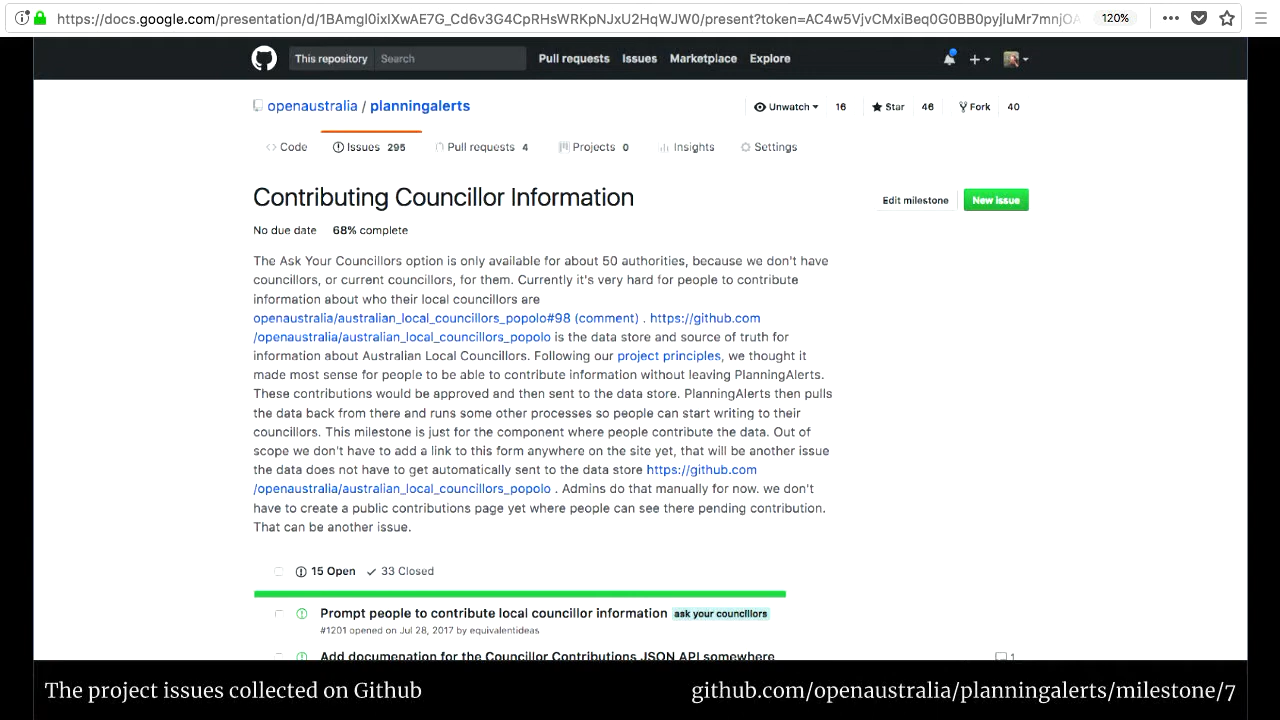 https://docs.google.com/presentation/d/1BAmgl0ixIXwAE7G_Cd6v3G4CpRHsWRKpNJxU2HqWJW0/present?token=AC4w5VjvCMxiBeq0G0BB0pyjluMr7mnjOA 120%
This repository Search Pull requests Issues Marketplace Explore
openaustralia / planningalerts Unwatch 16 Star 46 Fork 40
Code Issues 295 Pull requests 4 Projects 0 Insights Settings
Contributing Councillor Information Edit milestone New issue
No due date 68% complete
The Ask Your Councillors option is only available for about 50 authorities, because we don't have
councillors, or current councillors, for them. Currently it's very hard for people to contribute
information about who their local councillors are
openaustralia/australian_local_councillors_popolo#98 (comment) . https://github.com
/openaustralia/australian_local_councillors_popolo is the data store and source of truth for
information about Australian Local Councillors. Following our project principles, we thought it
made most sense for people to be able to contribute information without leaving PlanningAlerts.
These contributions would be approved and then sent to the data store. PlanningAlerts then pulls
the data back from there and runs some other processes so people can start writing to their
councillors. This milestone is just for the component where people contribute the data. Out of
scope we don't have to add a link to this form anywhere on the site yet, that will be another issue
the data does not have to get automatically sent to the data store https://github.com
/openaustralia/australian_local_councillors_popolo . Admins do that manually for now. we don't
have to create a public contributions page yet where people can see there pending contribution.
That can be another issue.
15 Open 33 Closed
Prompt people to contribute local councillor information ask your councillors
#1201 opened on Jul 28, 2017 by equivalentideas
Add documenation for the Councillor Contributions JSON API somewhere 1
The project issues collected on Github github.com/openaustralia/planningalerts/milestone/7